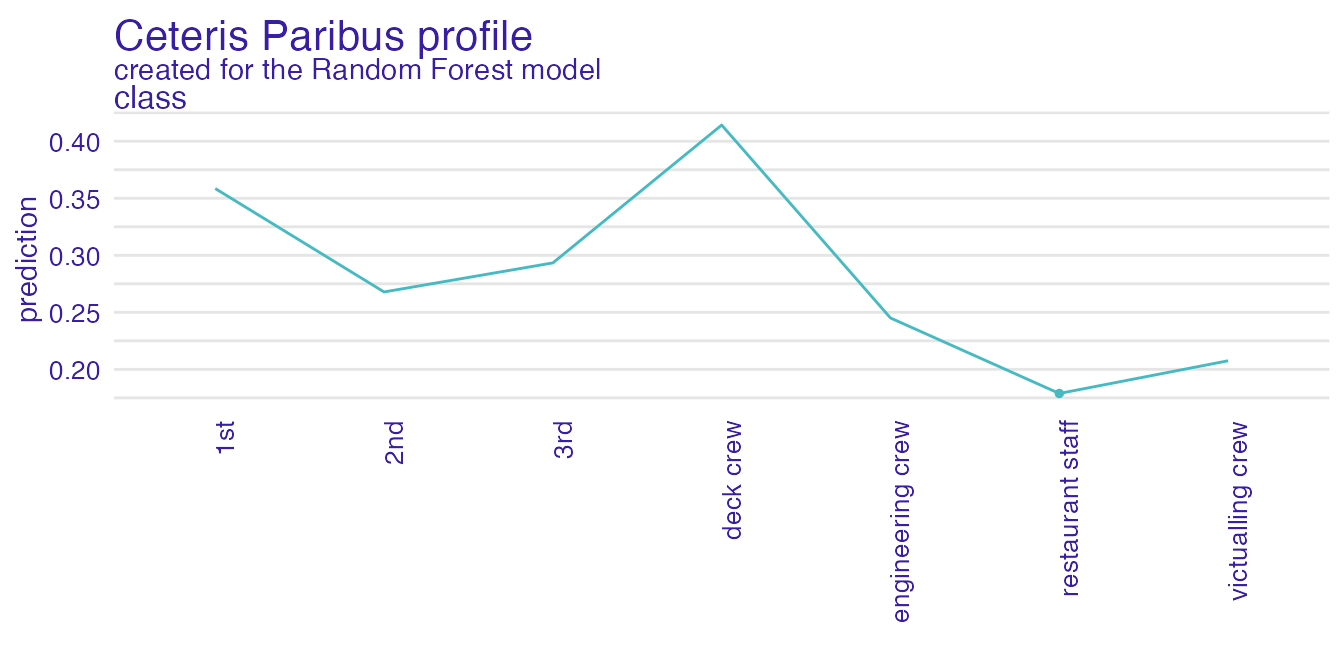 Ceteris Paribus profile
created for the Random Forest model
class
prediction
0.40
0.35
0.30
0.25
0.20
1st
2nd
3rd
deck crew
engineering crew
restaurant staff
victualling crew